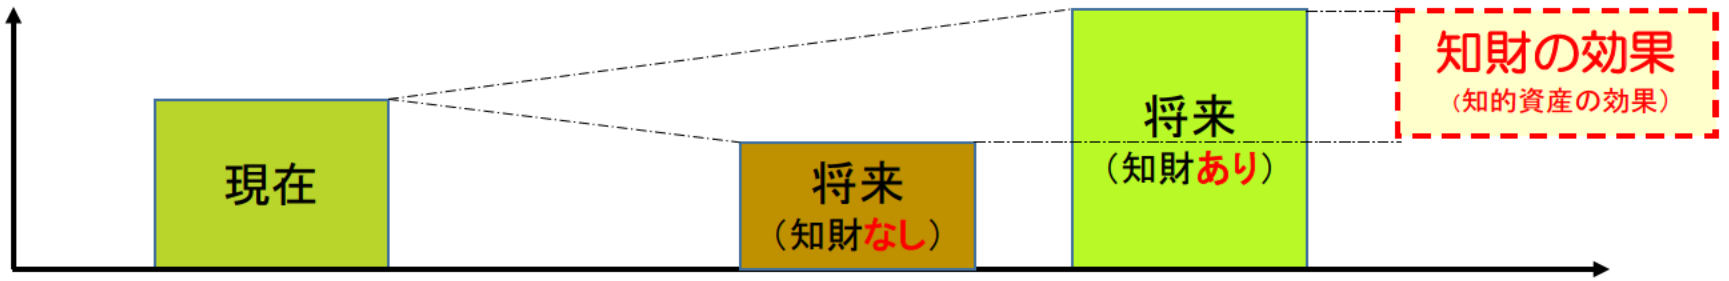 現在
将来
（知財なし）
将来
（知財あり）
知財の効果
（知的資産の効果）